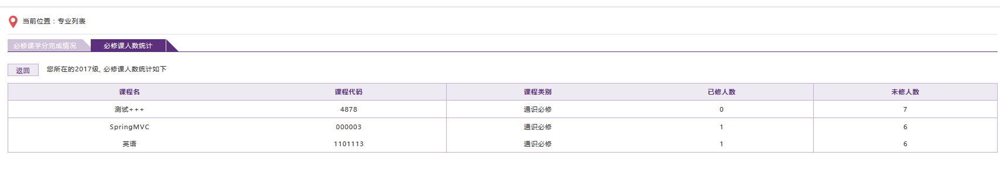 当前位置：专业列表
必修课学分完成情况 必修课人数统计
返回 您所在的2017级, 必修课人数统计如下
课程名 课程代码 课程类别 已修人数 未修人数
测试+++ 4878 通识必修 0 7
SpringMVC 000003 通识必修 1 6
英语 1101113 通识必修 1 6